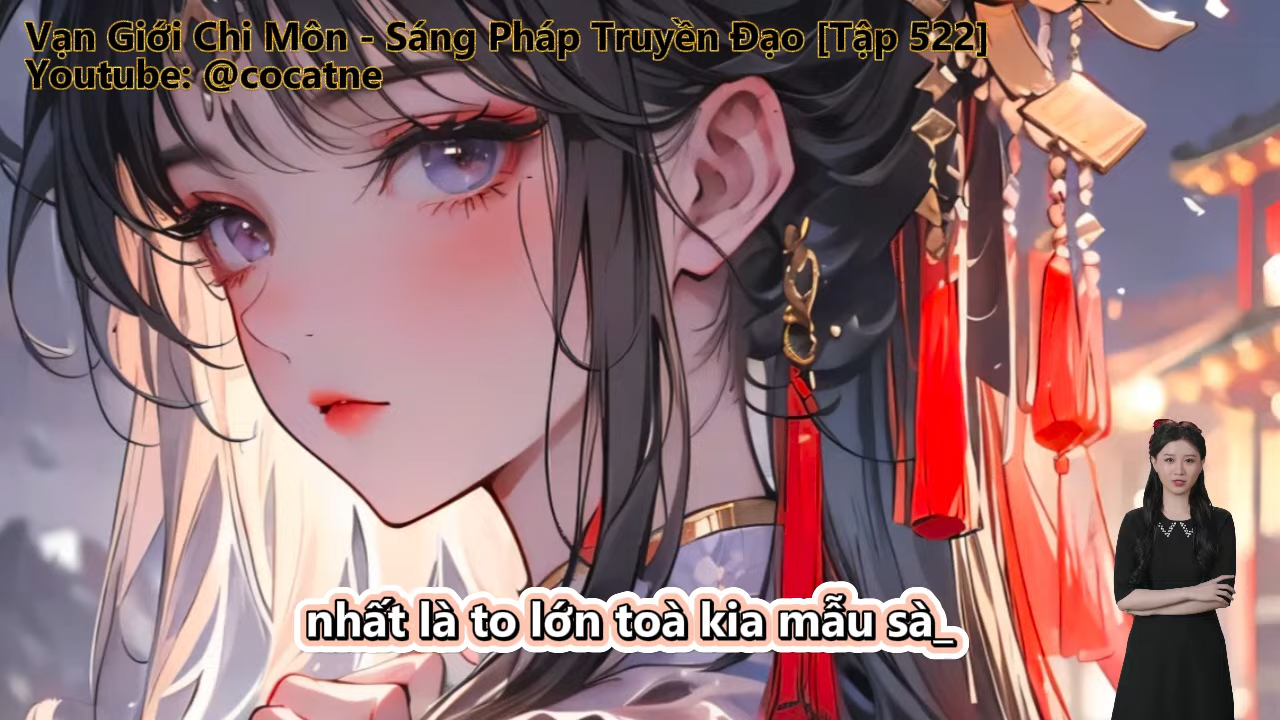 Vạn Giới Chi Môn - Sáng Pháp Truyền Đạo [Tập 522]
Youtube: @cocatne
nhất là to lớn toà kia mẫu sà_